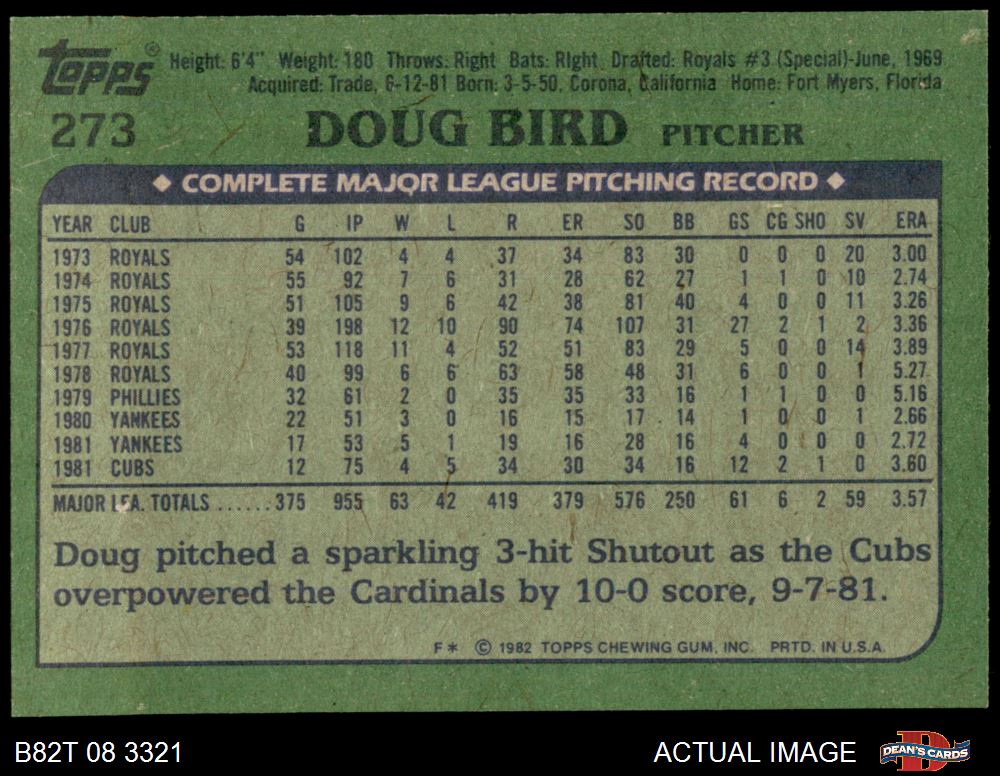 Topps® Height: 6'4" Weight: 180 Throws: Right Bats: RIght Drafted: Royals #3 (Special)-June, 1969
Acquired: Trade, 6-12-81 Born: 3-5-50, Corona, California Home: Fort Myers, Florida
273 DOUG BIRD PITCHER
◆ COMPLETE MAJOR LEAGUE PITCHING RECORD ◆
YEAR CLUB G IP W L R ER SO BB GS CG SHO SV ERA
1973 ROYALS 54 102 4 4 37 34 83 30 0 0 0 20 3.00
1974 ROYALS 55 92 7 6 31 28 62 27 1 1 0 10 2.74
1975 ROYALS 51 105 9 6 42 38 81 40 4 0 0 11 3.26
1976 ROYALS 39 198 12 10 90 74 107 31 27 2 1 2 3.36
1977 ROYALS 53 118 11 4 52 51 83 29 5 0 0 14 3.89
1978 ROYALS 40 99 6 6 63 58 48 31 6 0 0 1 5.27
1979 PHILLIES 32 61 2 0 35 35 33 16 1 1 0 0 5.16
1980 YANKEES 22 51 3 0 16 15 17 14 1 0 0 1 2.66
1981 YANKEES 17 53 5 1 19 16 28 16 4 0 0 0 2.72
1981 CUBS 12 75 4 5 34 30 34 16 12 2 1 0 3.60
MAJOR LEA. TOTALS ......375 955 63 42 419 379 576 250 61 6 2 59 3.57
Doug pitched a sparkling 3-hit Shutout as the Cubs
overpowered the Cardinals by 10-0 score, 9-7-81.
F* © 1982 TOPPS CHEWING GUM, INC. PRTD. IN U.S.A.
B82T 08 3321 ACTUAL IMAGE D DEAN'S CARDS